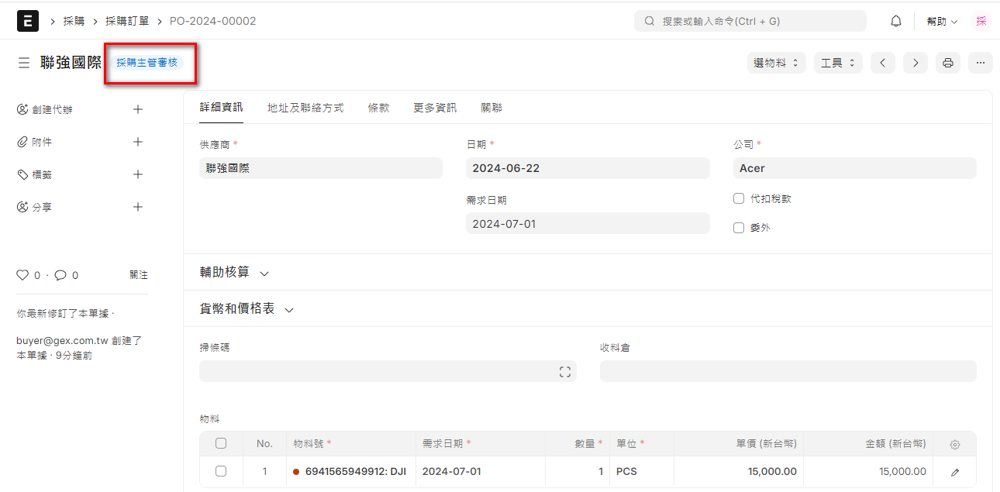 E 採購 採購訂單 PO-2024-00002 搜索或輸入命令(Ctrl + G) 幫助 採
聯強國際 採購主管審核 選物料 工具
創建代辦
附件
標籤
分享
0 · 0 關注
你最新修訂了本單據 ·
buyer@gex.com.tw 創建了
本單據 · 9分鐘前
詳細資訊 地址及聯絡方式 條款 更多資訊 關聯
供應商 * 日期 * 公司 *
聯強國際 2024-06-22 Acer
需求日期 代扣稅款
2024-07-01 委外
輔助核算
貨幣和價格表
掃條碼 收料倉
物料
No. 物料號 * 需求日期 * 數量 * 單位 * 單價 (新台幣) 金額 (新台幣)
1 6941565949912: DJI 2024-07-01 1 PCS 15,000.00 15,000.00